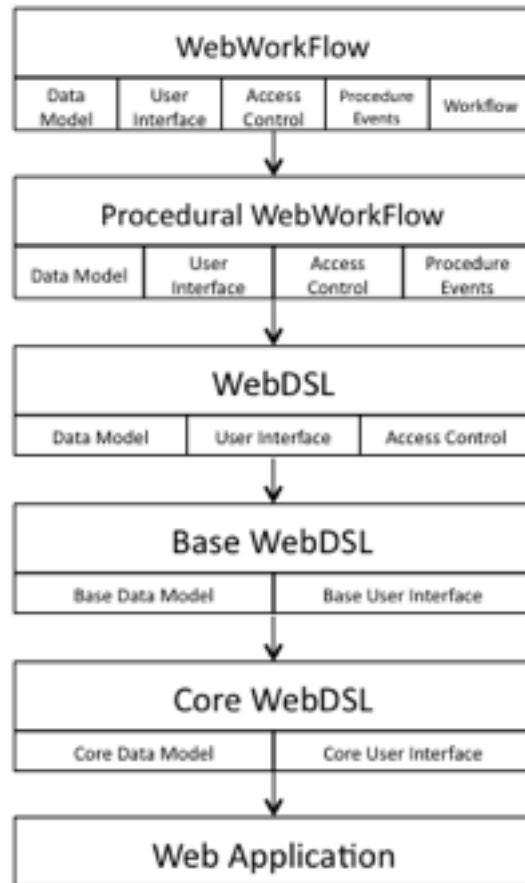 WebWorkFlow
Data Model
User Interface
Access Control
Procedure Events
Workflow
Procedural WebWorkFlow
Data Model
User Interface
Access Control
Procedure Events
WebDSL
Data Model
User Interface
Access Control
Base WebDSL
Base Data Model
Base User Interface
Core WebDSL
Core Data Model
Core User Interface
Web Application